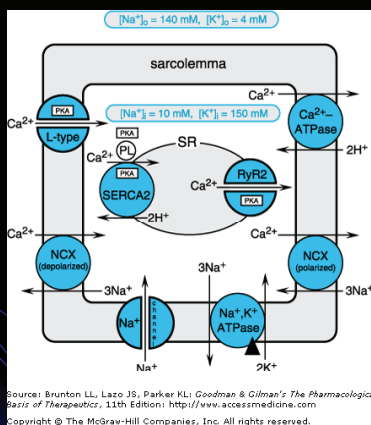 [Na+]o = 140 mM, [K+]o = 4 mM
sarcolemma
Ca2+
PKA
L-type
[Na+]i = 10 mM, [K+]i = 150 mM
Ca2+
Ca2+–
ATPase
2H+
PKA
PL
SR
Ca2+
PKA
SERCA2
2H+
RyR2
Ca2+
PKA
Ca2+
NCX
(depolarized)
3Na+
Ca2+
NCX
(polarized)
3Na+
Na+
channel
Na+
3Na+
Na+,K+
ATPase
2K+
Source: Brunton LL, Lazo JS, Parker KL: Goodman & Gilman's The Pharmacologica
Basis of Therapeutics, 11th Edition: http://www.accessmedicine.com
Copyright © The McGraw-Hill Companies, Inc. All rights reserved.